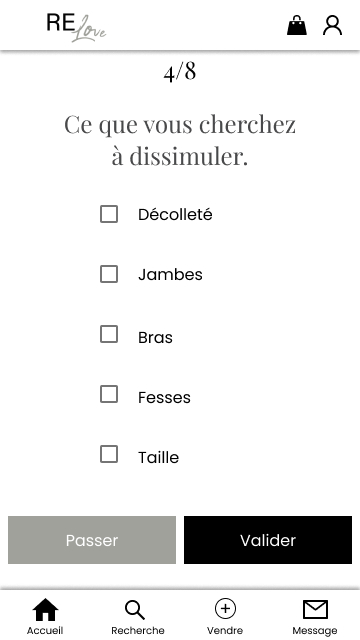 RE Love
4/8
Ce que vous cherchez
à dissimuler.
Décolleté
Jambes
Bras
Fesses
Taille
Passer Valider
Accueil Recherche Vendre Message